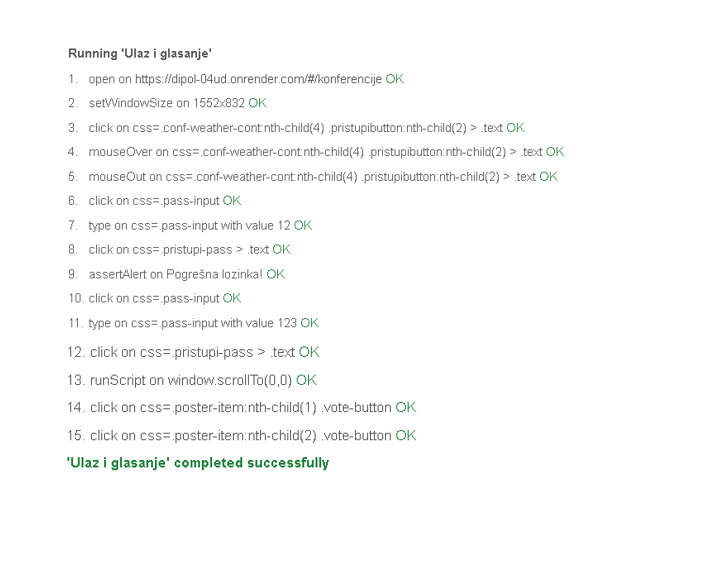 Running 'Ulaz i glasanje'
1. open on https://dipol-04ud.onrender.com/#/konferencije OK
2. setWindowSize on 1552x832 OK
3. click on css=.conf-weather-cont:nth-child(4) .pristupibutton:nth-child(2) > .text OK
4. mouseOver on css=.conf-weather-cont:nth-child(4) .pristupibutton:nth-child(2) > .text OK
5. mouseOut on css=.conf-weather-cont:nth-child(4) .pristupibutton:nth-child(2) > .text OK
6. click on css=.pass-input OK
7. type on css=.pass-input with value 12 OK
8. click on css=.pristupi-pass > .text OK
9. assertAlert on Pogrešna lozinka! OK
10. click on css=.pass-input OK
11. type on css=.pass-input with value 123 OK
12. click on css=.pristupi-pass > .text OK
13. runScript on window.scrollTo(0,0) OK
14. click on css=.poster-item:nth-child(1) .vote-button OK
15. click on css=.poster-item:nth-child(2) .vote-button OK
'Ulaz i glasanje' completed successfully